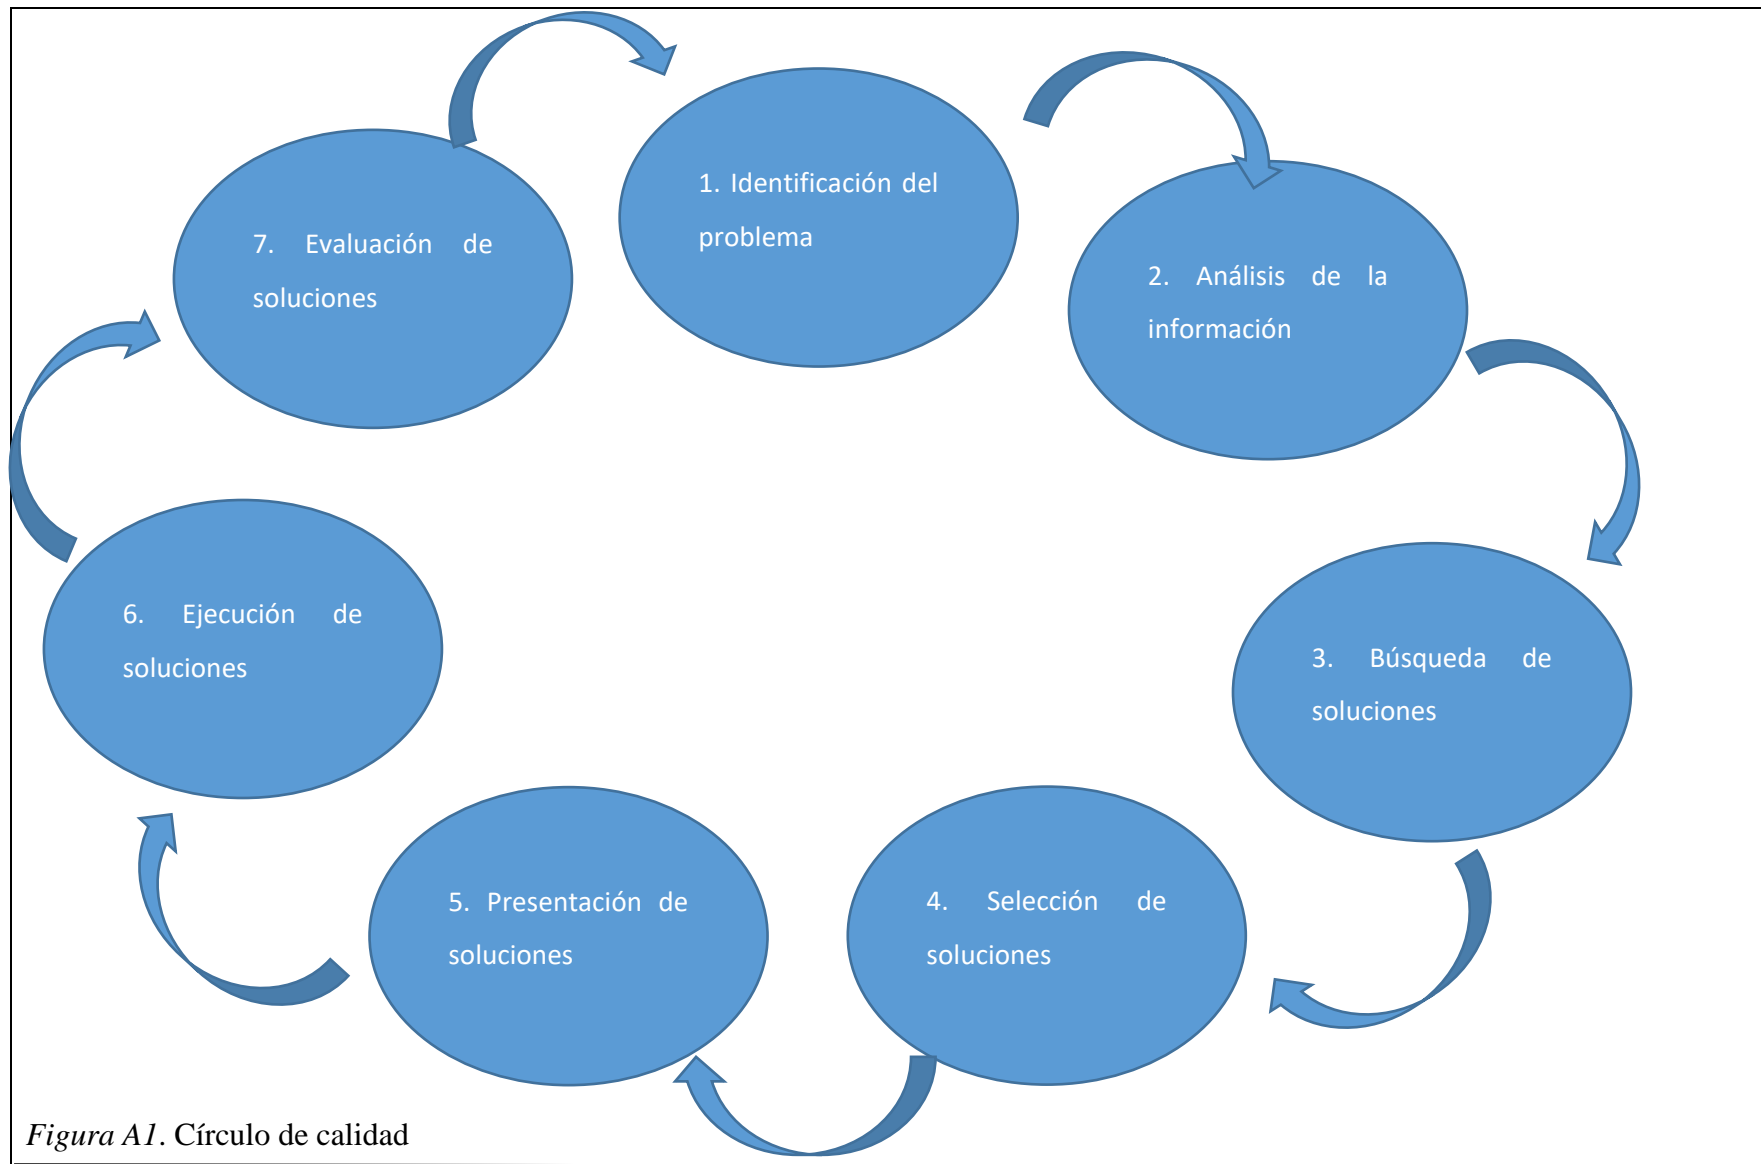 1. Identificación del
problema
2. Análisis de la
información
3. Búsqueda de
soluciones
4. Selección de
soluciones
5. Presentación de
soluciones
6. Ejecución de
soluciones
7. Evaluación de
soluciones
Figura A1. Círculo de calidad